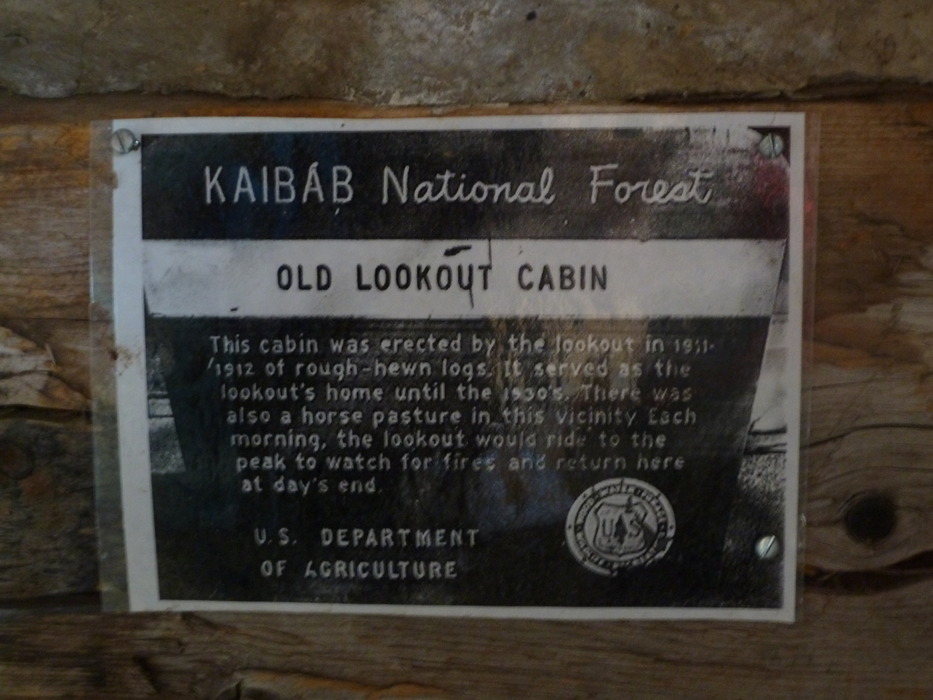 KAIBAB National Forest
OLD LOOKOUT CABIN
This cabin was erected by the lookout in 1911-
1912 of rough-hewn logs. It served as the
lookout's home until the 1930's. There was
also a horse pasture in this vicinity Each
morning, the lookout would ride to the
peak to watch for fires and return here
at day's end.
U.S. DEPARTMENT
OF AGRICULTURE
US